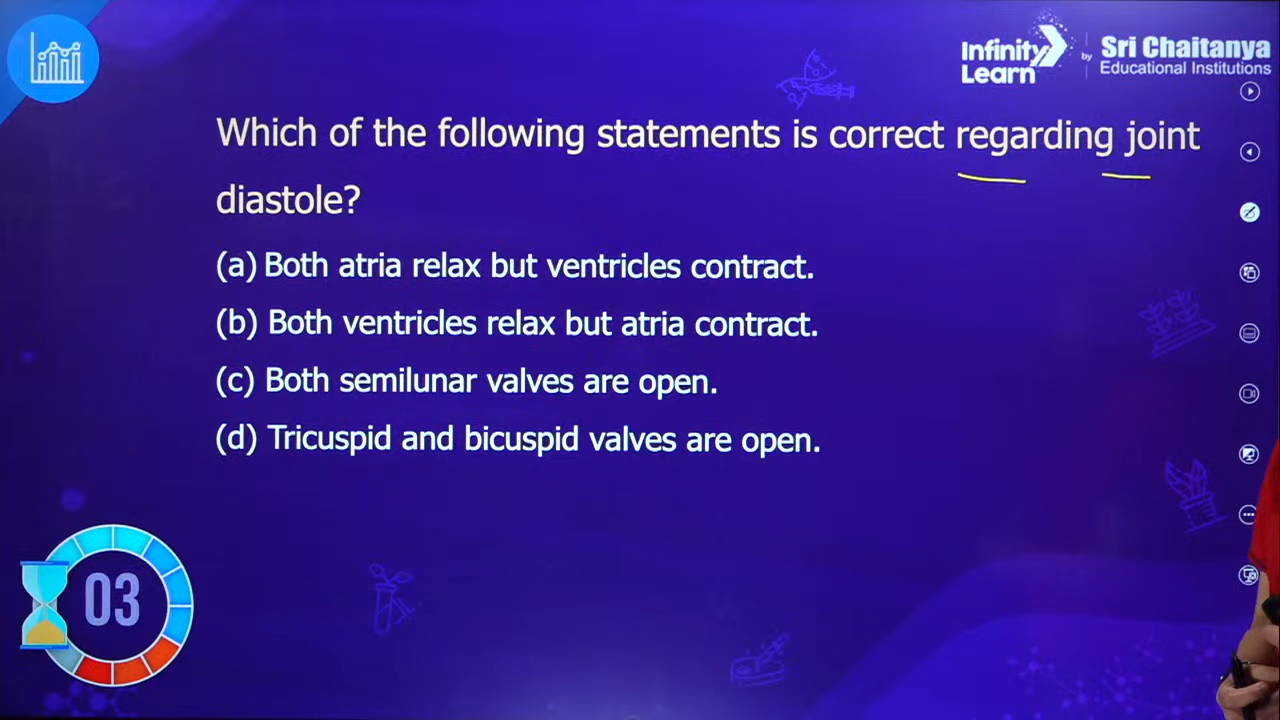 Infinity Learn by Sri Chaitanya Educational Institutions
Which of the following statements is correct regarding joint
diastole?
(a) Both atria relax but ventricles contract.
(b) Both ventricles relax but atria contract.
(c) Both semilunar valves are open.
(d) Tricuspid and bicuspid valves are open.
03